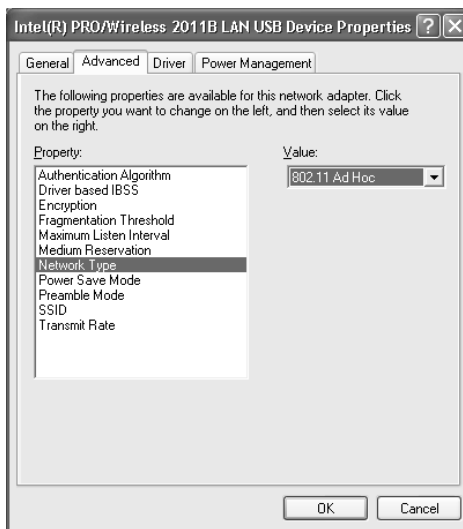 Intel(R) PRO/Wireless 2011B LAN USB Device Properties
General
Advanced
Driver
Power Management
The following properties are available for this network adapter. Click
the property you want to change on the left, and then select its value
on the right.
Property:
Value:
Authentication Algorithm
Driver based IBSS
Encryption
Fragmentation Threshold
Maximum Listen Interval
Medium Reservation
Network Type
Power Save Mode
Preamble Mode
SSID
Transmit Rate
802.11 Ad Hoc
OK
Cancel